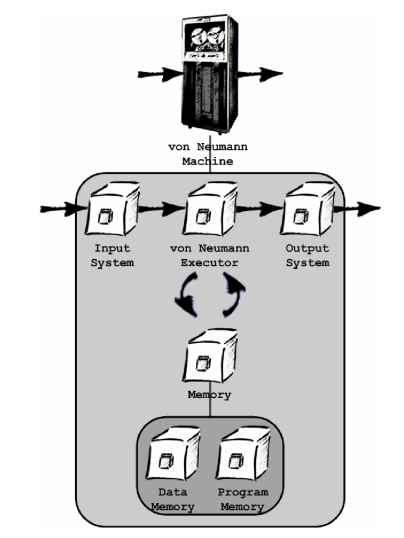 von Neumann
Machine
Input
System
von Neumann
Executor
Output
System
Memory
Data
Memory
Program
Memory